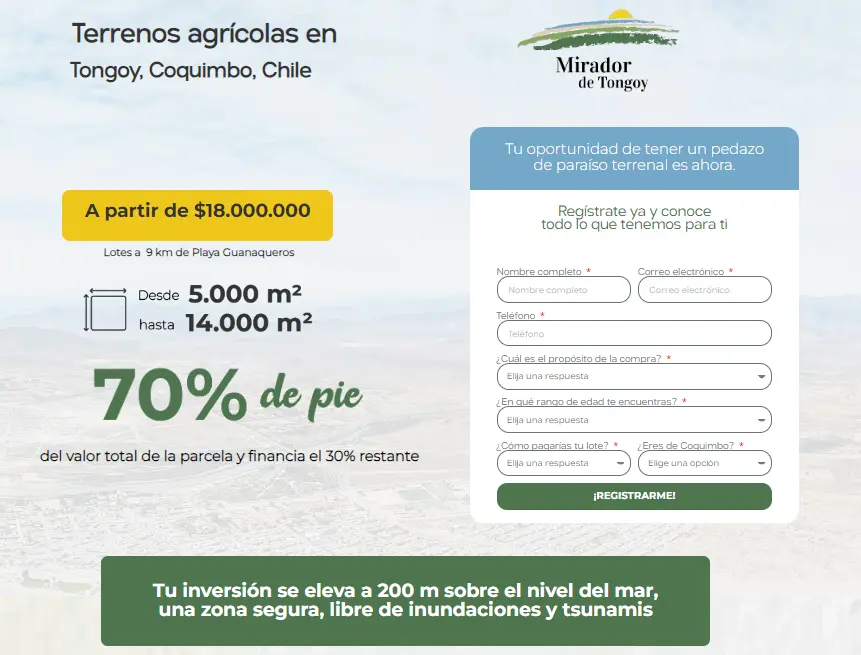 Terrenos agrícolas en
Tongoy, Coquimbo, Chile
A partir de $18.000.000
Lotes a 9 km de Playa Guanaqueros
Desde 5.000 m²
hasta 14.000 m²
70% de pie
del valor total de la parcela y financia el 30% restante
Mirador
de Tongoy
Tu oportunidad de tener un pedazo
de paraíso terrenal es ahora.
Regístrate ya y conoce
todo lo que tenemos para ti
Nombre completo * Correo electrónico *
Nombre completo Correo electrónico
Teléfono *
Teléfono
¿Cuál es el propósito de la compra? *
Elija una respuesta
¿En qué rango de edad te encuentras? *
Elija una respuesta
¿Cómo pagarías tu lote? * ¿Eres de Coquimbo? *
Elija una respuesta Elige una opción
¡REGISTRARME!
Tu inversión se eleva a 200 m sobre el nivel del mar,
una zona segura, libre de inundaciones y tsunamis